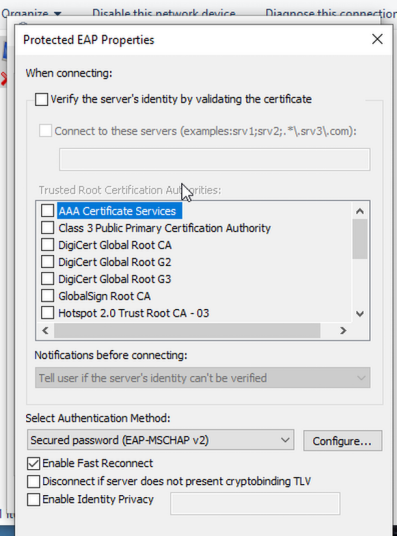 Organize
Disable this network device
Diagnose this connection
Protected EAP Properties
When connecting:
Verify the server's identity by validating the certificate
Connect to these servers (examples:srv1;srv2;.*\.srv3\.com):
Trusted Root Certification Authorities:
AAA Certificate Services
Class 3 Public Primary Certification Authority
DigiCert Global Root CA
DigiCert Global Root G2
DigiCert Global Root G3
GlobalSign Root CA
Hotspot 2.0 Trust Root CA - 03
Notifications before connecting:
Tell user if the server's identity can't be verified
Select Authentication Method:
Secured password (EAP-MSCHAP v2)
Configure...
Enable Fast Reconnect
Disconnect if server does not present cryptobinding TLV
Enable Identity Privacy